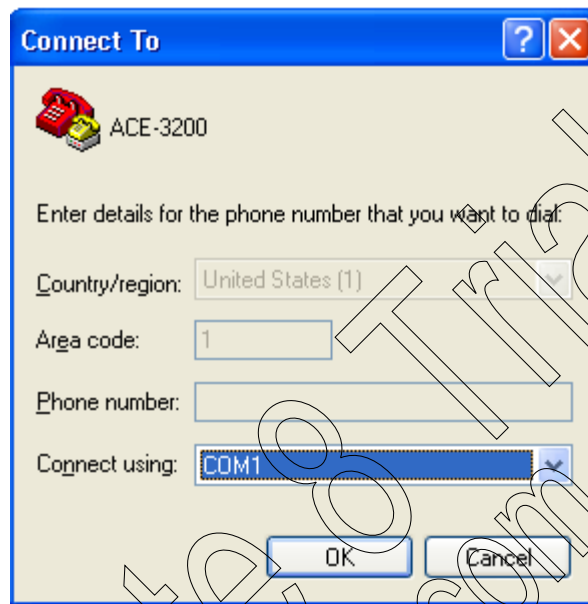 Connect To
ACE-3200
Enter details for the phone number that you want to dial:
Country/region: United States (1)
Area code: 1
Phone number:
Connect using: COM1
OK Cancel